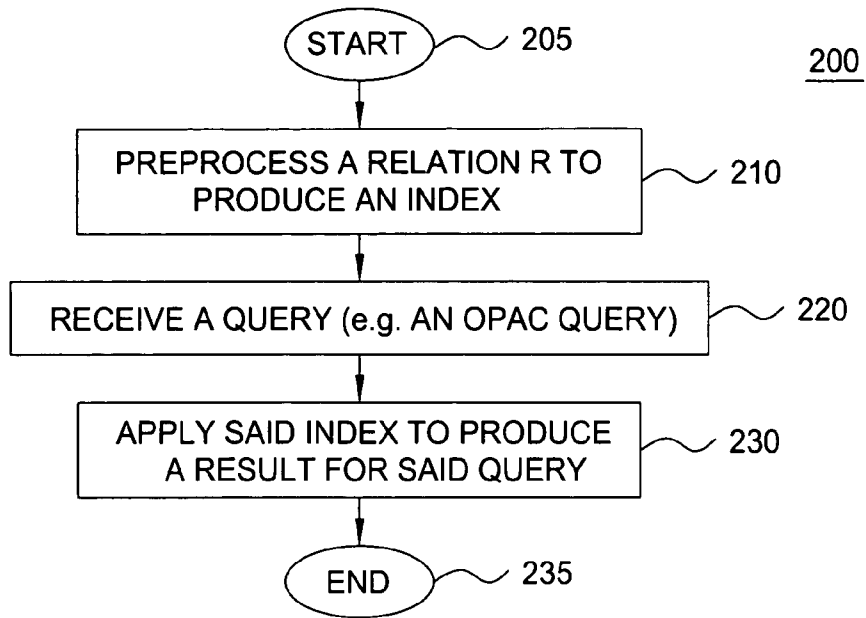 START 205
200
PREPROCESS A RELATION R TO
PRODUCE AN INDEX 210
RECEIVE A QUERY (e.g. AN OPAC QUERY) 220
APPLY SAID INDEX TO PRODUCE
A RESULT FOR SAID QUERY 230
END 235